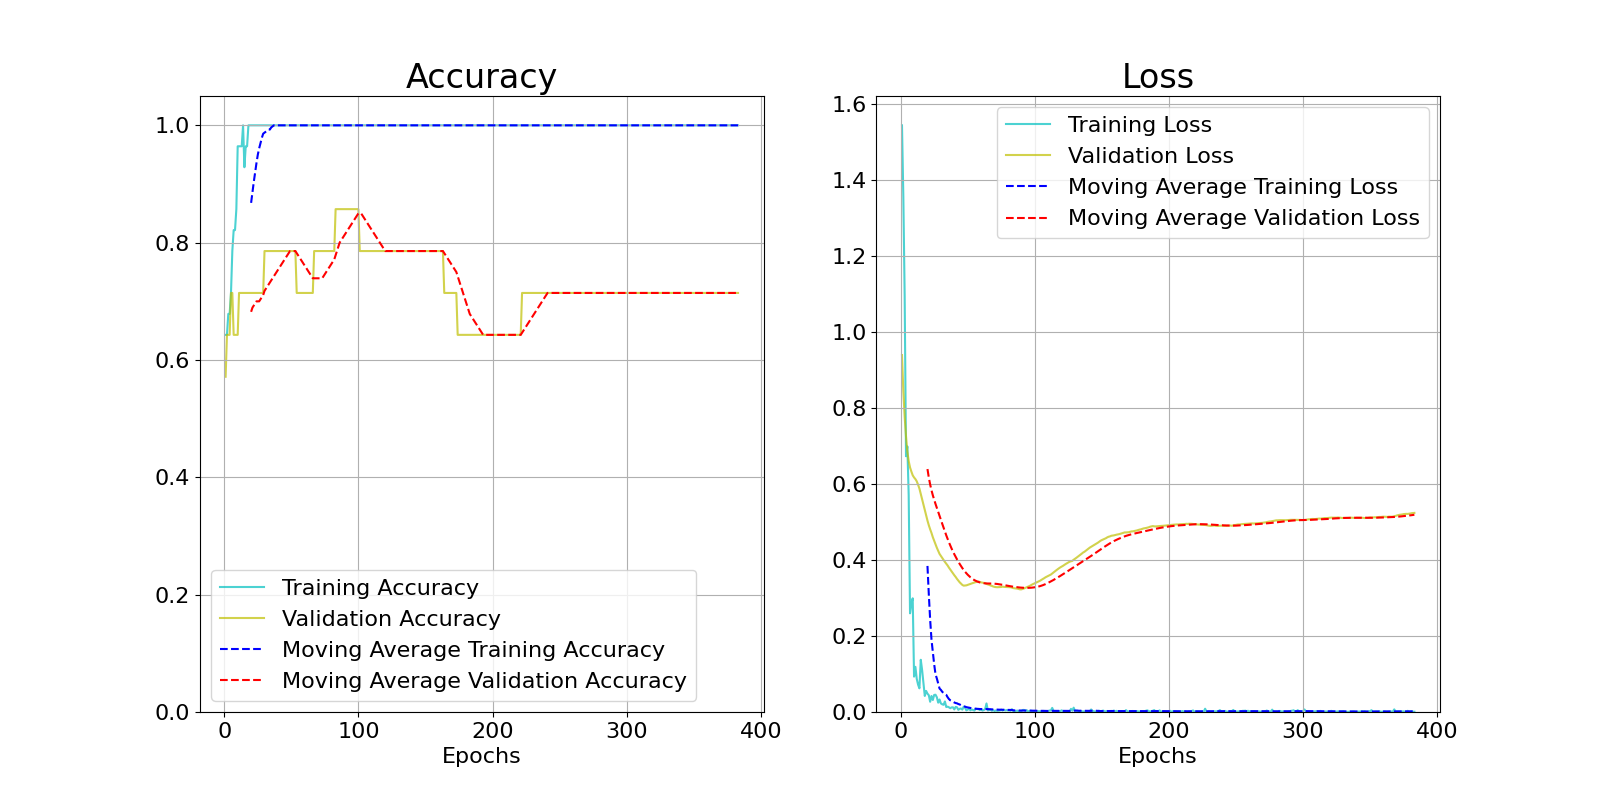 Accuracy
1.0
0.8
0.6
0.4
0.2
0.0
Training Accuracy
Validation Accuracy
Moving Average Training Accuracy
Moving Average Validation Accuracy
0 100 200 300 400
Epochs
Loss
1.6
1.4
1.2
1.0
0.8
0.6
0.4
0.2
0.0
Training Loss
Validation Loss
Moving Average Training Loss
Moving Average Validation Loss
0 100 200 300 400
Epochs